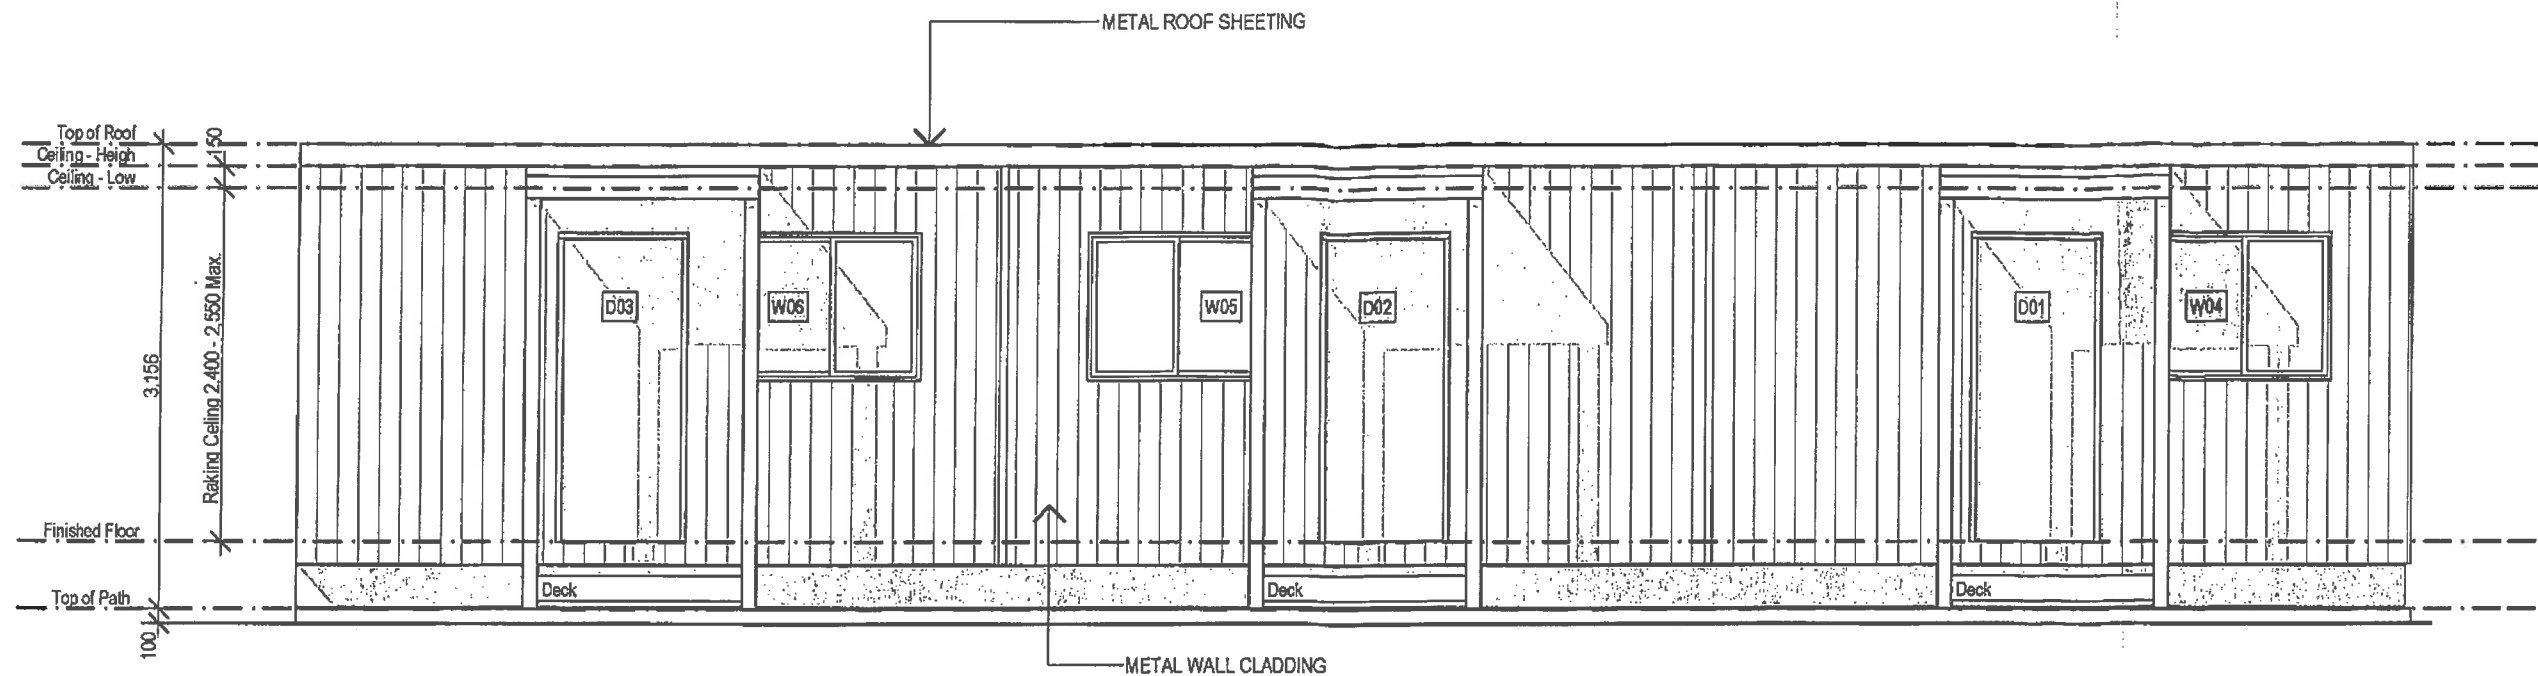 METAL ROOF SHEETING
Top of Roof
150
Ceiling - Heigh
Ceiling - Low
Raking Ceiling 2,400 - 2,550 Max.
3,156
D03
W06
W05
D02
D01
W04
Finished Floor
Deck
Deck
Deck
Top of Path
100
METAL WALL CLADDING